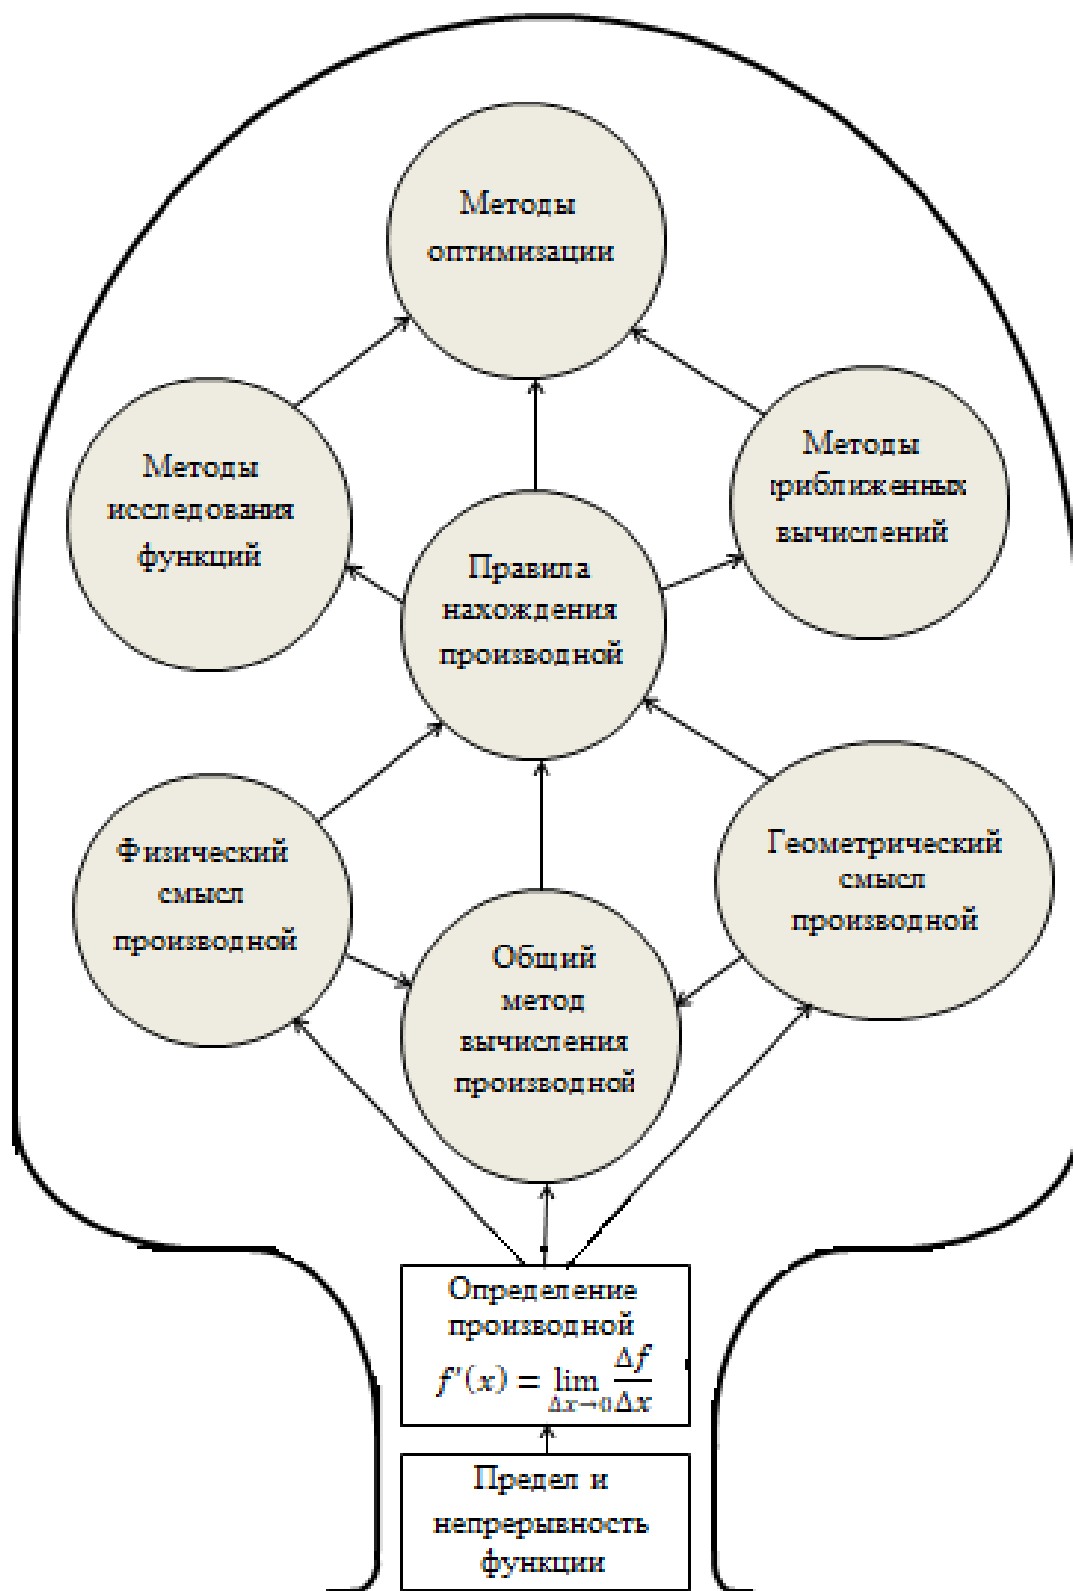 Методы
оптимизации
Методы
исследования
функций
Методы
приближенных
вычислений
Правила
нахождения
производной
Физический
смысл
производной
Геометрический
смысл
производной
Общий
метод
вычисления
производной
Определение
производной
f'(x) = lim Δx→0 Δf/Δx
Предел и
непрерывность
функции